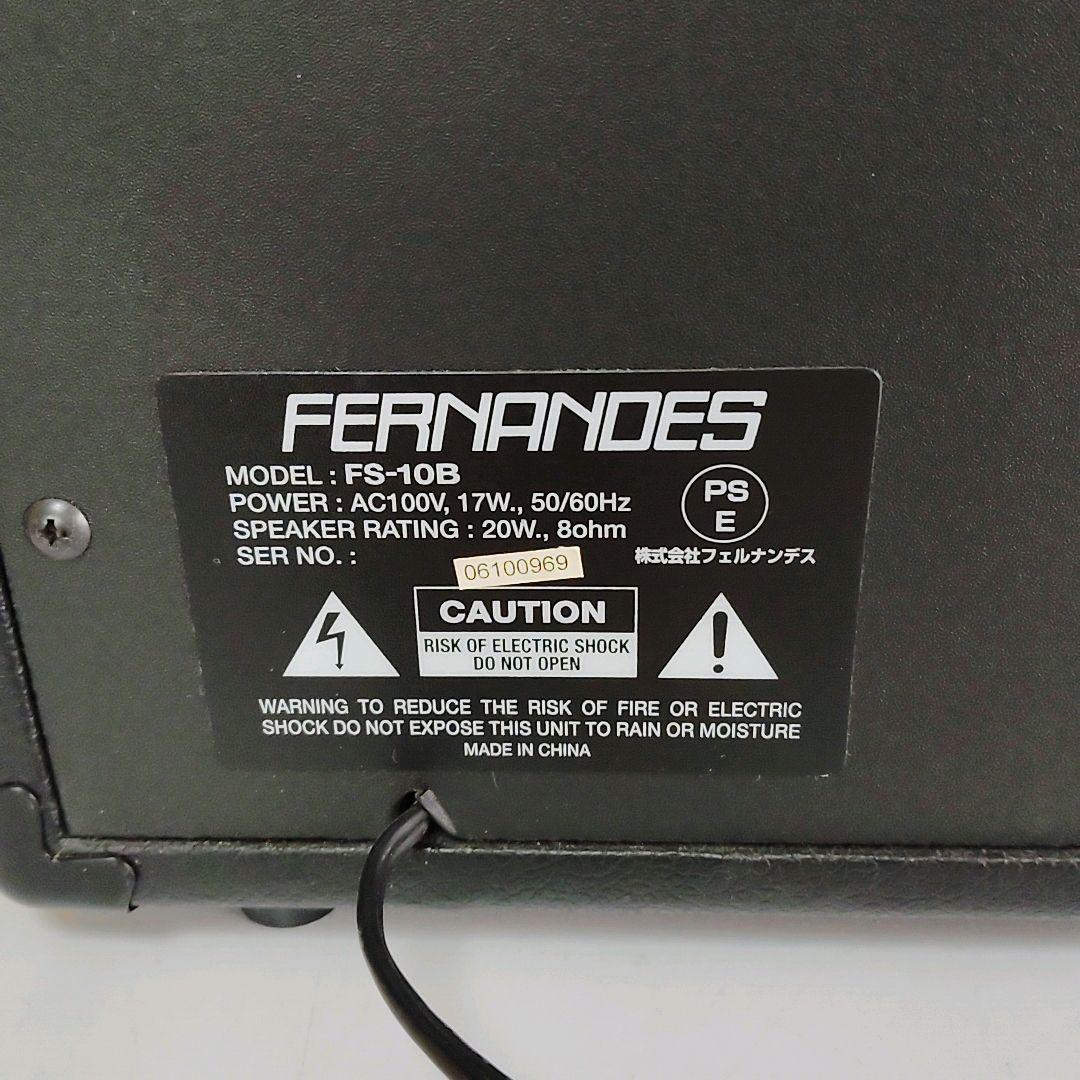 FERNANDES
MODEL : FS-10B
POWER : AC100V, 17W., 50/60Hz
SPEAKER RATING : 20W., 8ohm
SER NO. :
06100969
PS
E
株式会社フェルナンデス
CAUTION
RISK OF ELECTRIC SHOCK
DO NOT OPEN
WARNING TO REDUCE THE RISK OF FIRE OR ELECTRIC
SHOCK DO NOT EXPOSE THIS UNIT TO RAIN OR MOISTURE
MADE IN CHINA